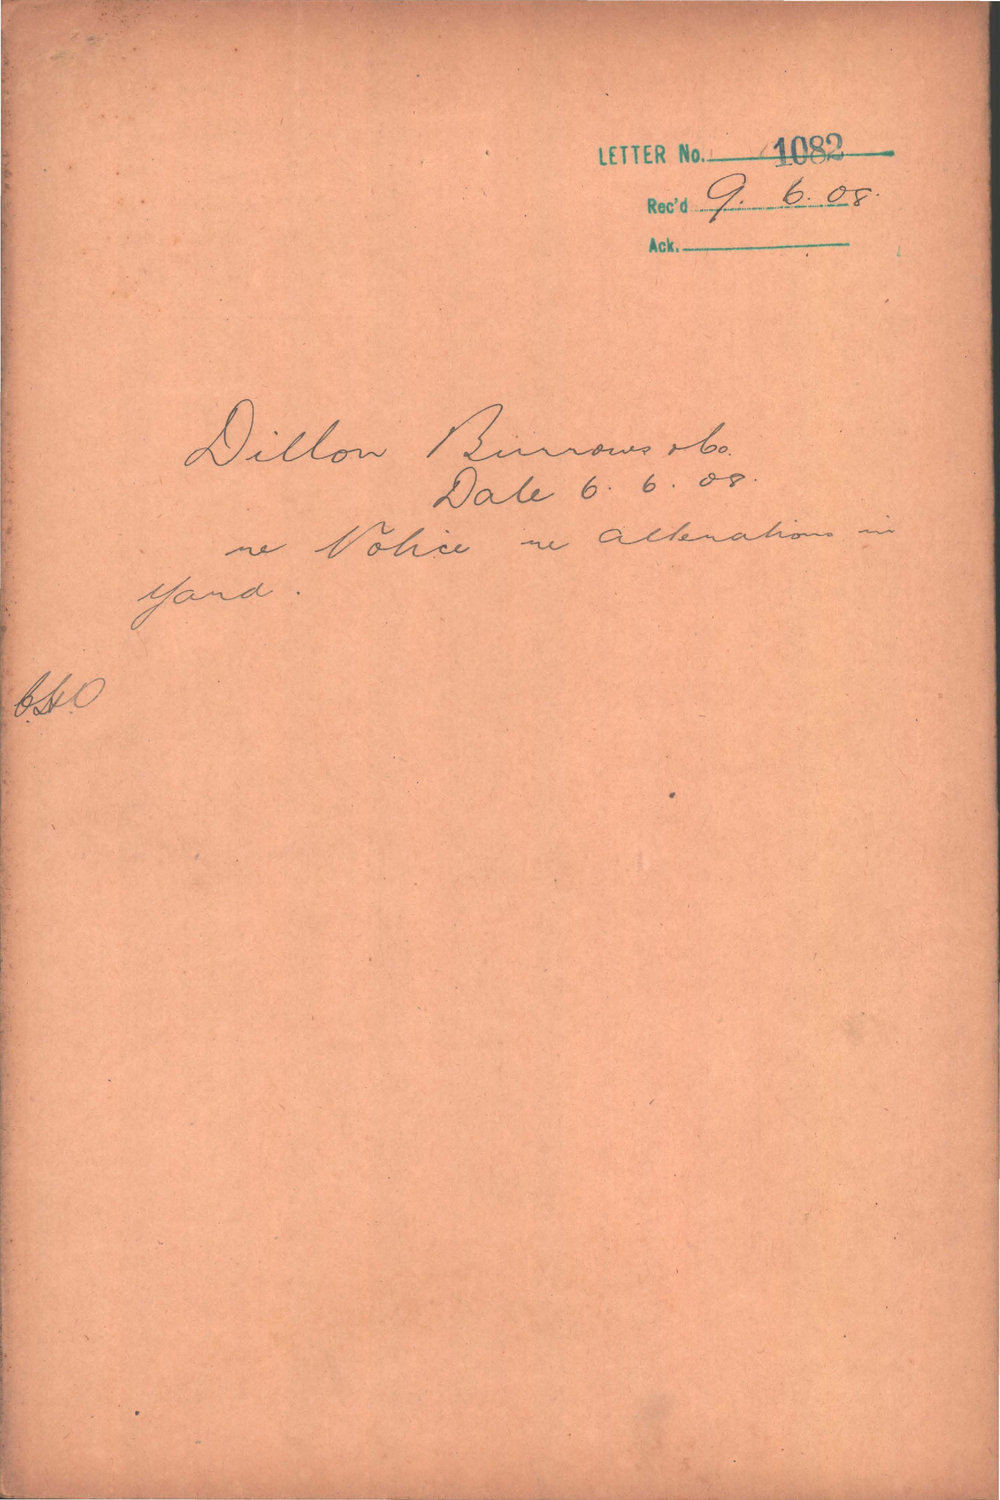 LETTER No. 1082
Rec'd 9. 6. 08.
Ack.
Dillon Burrows & Co.
Date 6. 6. 08.
re Notice re alterations in
yard.